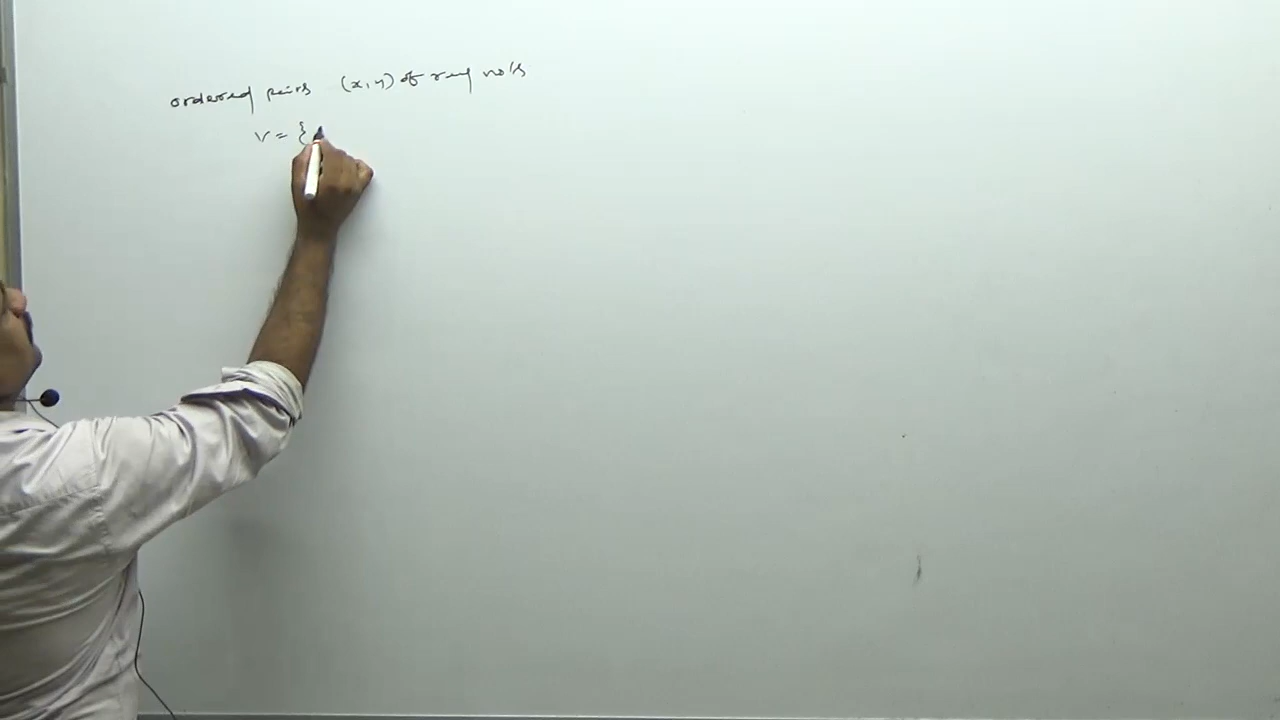 ordered pairs (x, y) of real no's
V = {